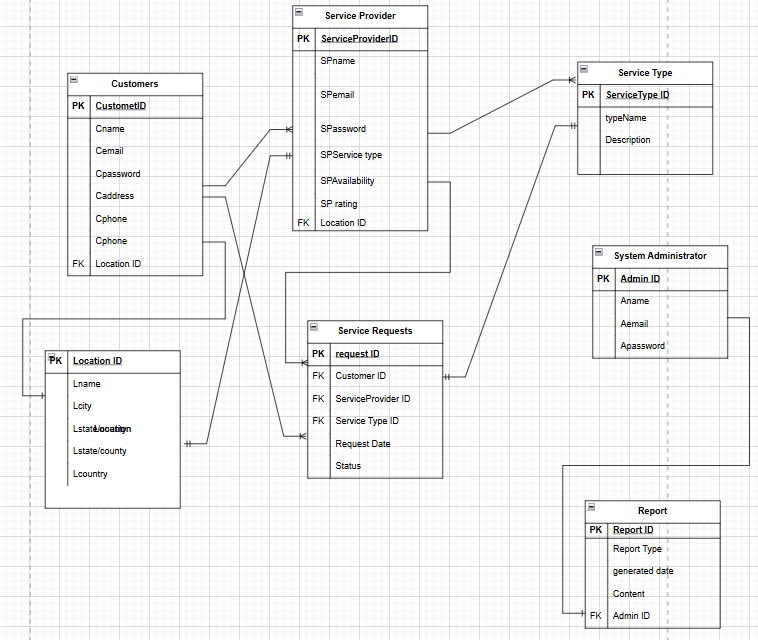 Service Provider
PK ServiceProviderID
SPname
SPemail
SPassword
SPService type
SPAvailability
SP rating
FK Location ID
Customers
PK CustometID
Cname
Cemail
Cpassword
Caddress
Cphone
Cphone
FK Location ID
Service Type
PK ServiceType ID
typeName
Description
System Administrator
PK Admin ID
Aname
Aemail
Apassword
PK Location ID
Lname
Lcity
Lstate/county
Location
Lstate/county
Lcountry
Service Requests
PK request ID
FK Customer ID
FK ServiceProvider ID
FK Service Type ID
Request Date
Status
Report
PK Report ID
Report Type
generated date
Content
FK Admin ID